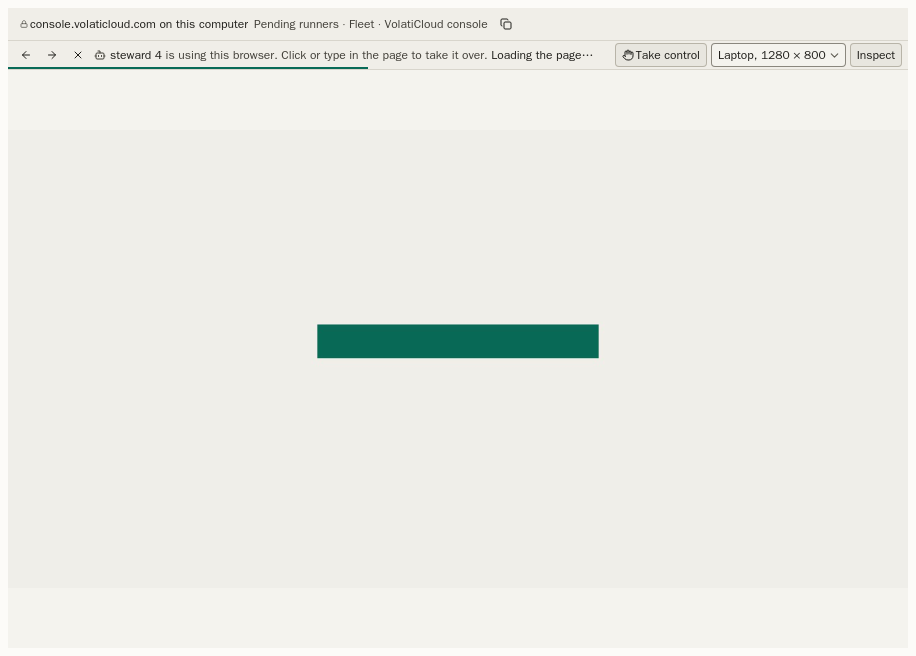 console.volaticloud.com on this computer Pending runners · Fleet · VolatiCloud console
steward 4 is using this browser. Click or type in the page to take it over. Loading the page… Take control Laptop, 1280 × 800 Inspect